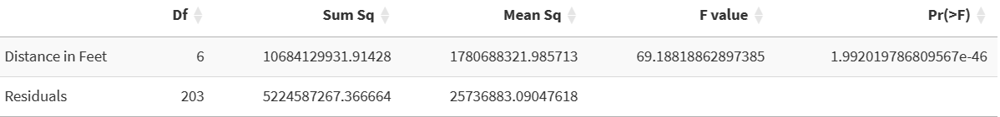 Df Sum Sq Mean Sq F value Pr(>F)
Distance in Feet 6 10684129931.91428 1780688321.985713 69.18818862897385 1.992019786809567e-46
Residuals 203 5224587267.366664 25736883.09047618